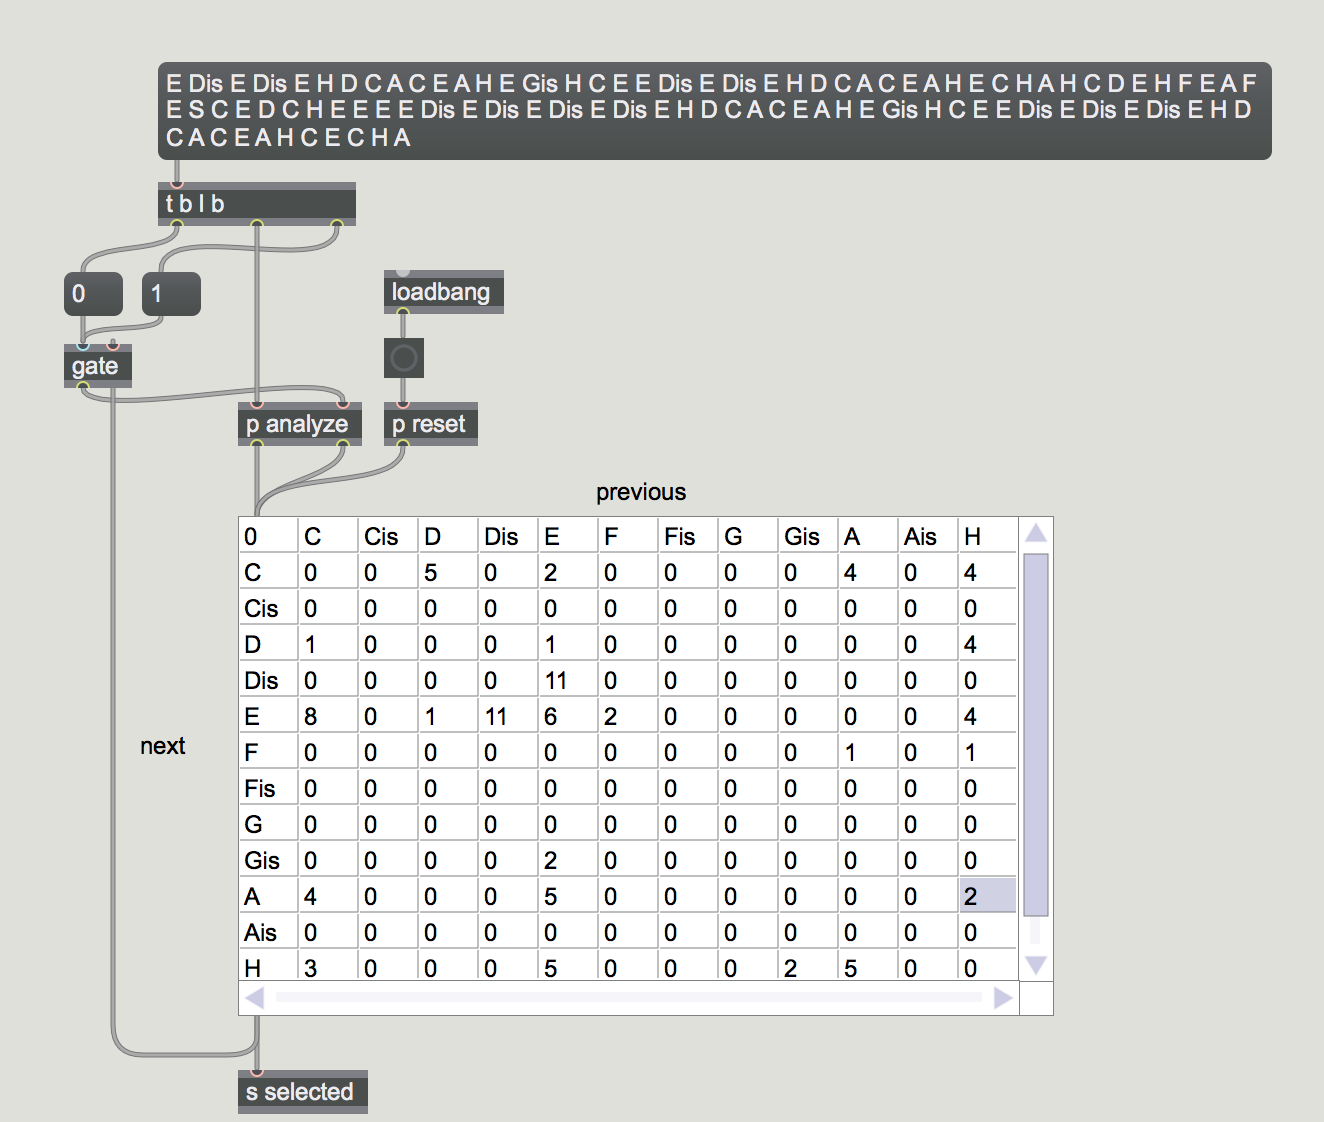 E Dis E Dis E H D C A C E A H E Gis H C E E Dis E Dis E H D C A C E A H E C H A H C D E H F E A F
E S C E D C H E E E E Dis E Dis E Dis E Dis E H D C A C E A H E Gis H C E E Dis E Dis E Dis E H D
C A C E A H C E C H A
t b l b
0 1
loadbang
gate
p analyze p reset
previous
0 C Cis D Dis E F Fis G Gis A Ais H
C 0 0 5 0 2 0 0 0 0 4 0 4
Cis 0 0 0 0 0 0 0 0 0 0 0 0
D 1 0 0 0 1 0 0 0 0 0 0 4
Dis 0 0 0 0 11 0 0 0 0 0 0 0
E 8 0 1 11 6 2 0 0 0 0 0 4
next
F 0 0 0 0 0 0 0 0 0 1 0 1
Fis 0 0 0 0 0 0 0 0 0 0 0 0
G 0 0 0 0 0 0 0 0 0 0 0 0
Gis 0 0 0 0 2 0 0 0 0 0 0 0
A 4 0 0 0 5 0 0 0 0 0 0 2
Ais 0 0 0 0 0 0 0 0 0 0 0 0
H 3 0 0 0 5 0 0 0 2 5 0 0
s selected